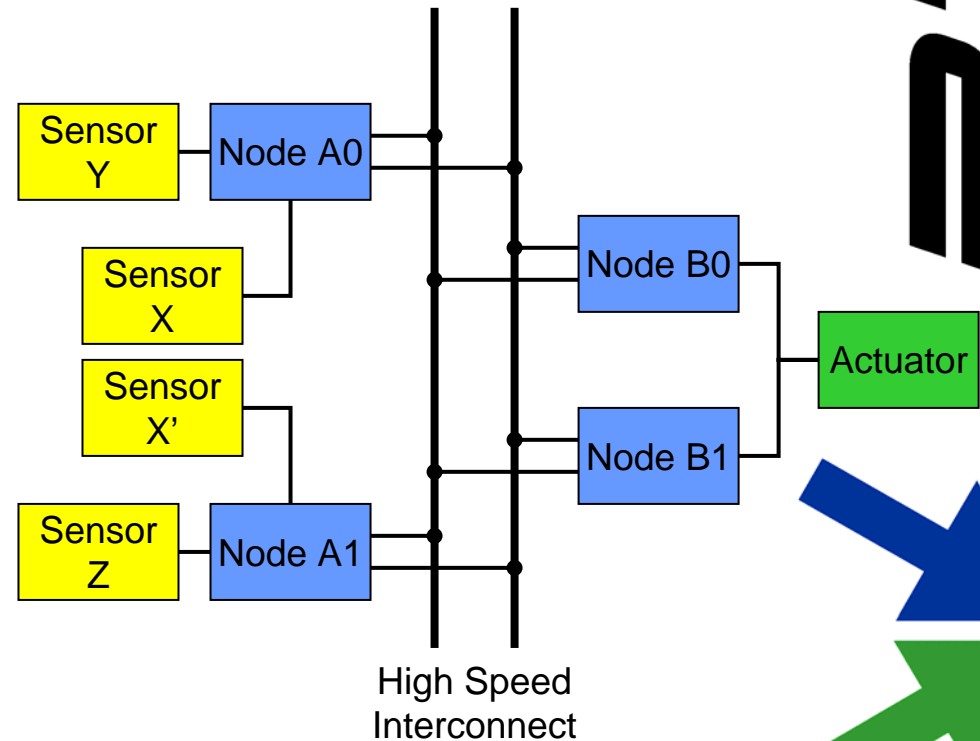 Sensor
Y
Node A0
Sensor
X
Node B0
Actuator
Sensor
X’
Node B1
Sensor
Z
Node A1
High Speed
Interconnect